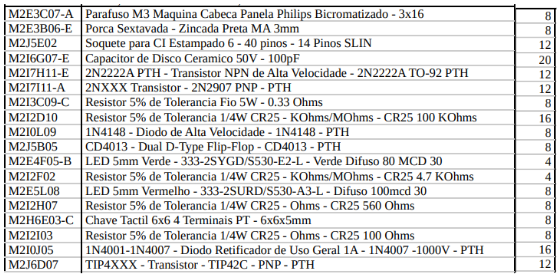 M2E3C07-A Parafuso M3 Maquina Cabeca Panela Philips Bicromatizado - 3x16 8
M2E3B06-E Porca Sextavada - Zincada Preta MA 3mm 8
M2J5E02 Soquete para CI Estampado 6 - 40 pinos - 14 Pinos SLIN 12
M2I6G07-E Capacitor de Disco Ceramico 50V - 100pF 20
M2I7H11-E 2N2222A PTH - Transistor NPN de Alta Velocidade - 2N2222A TO-92 PTH 12
M2I7I11-A 2NXXX Transistor - 2N2907 PNP - PTH 12
M2I3C09-C Resistor 5% de Tolerancia Fio 5W - 0.33 Ohms 8
M2I2D10 Resistor 5% de Tolerancia 1/4W CR25 - KOhms/MOhms - CR25 100 KOhms 16
M2I0L09 1N4148 - Diodo de Alta Velocidade - 1N4148 - PTH 8
M2J5B05 CD4013 - Dual D-Type Flip-Flop - CD4013 - PTH 8
M2E4F05-B LED 5mm Verde - 333-2SYGD/S530-E2-L - Verde Difuso 80 MCD 30 4
M2I2F02 Resistor 5% de Tolerancia 1/4W CR25 - KOhms/MOhms - CR25 4.7 KOhms 4
M2E5L08 LED 5mm Vermelho - 333-2SURD/S530-A3-L - Difuso 100mcd 30 8
M2I2H07 Resistor 5% de Tolerancia 1/4W CR25 - Ohms - CR25 560 Ohms 8
M2H6E03-C Chave Tactil 6x6 4 Terminais PT - 6x6x5mm 8
M2I2I03 Resistor 5% de Tolerancia 1/4W CR25 - Ohms - CR25 100 Ohms 8
M2I0J05 1N4001-1N4007 - Diodo Retificador de Uso Geral 1A - 1N4007 -1000V - PTH 16
M2J6D07 TIP4XXX - Transistor - TIP42C - PNP - PTH 12